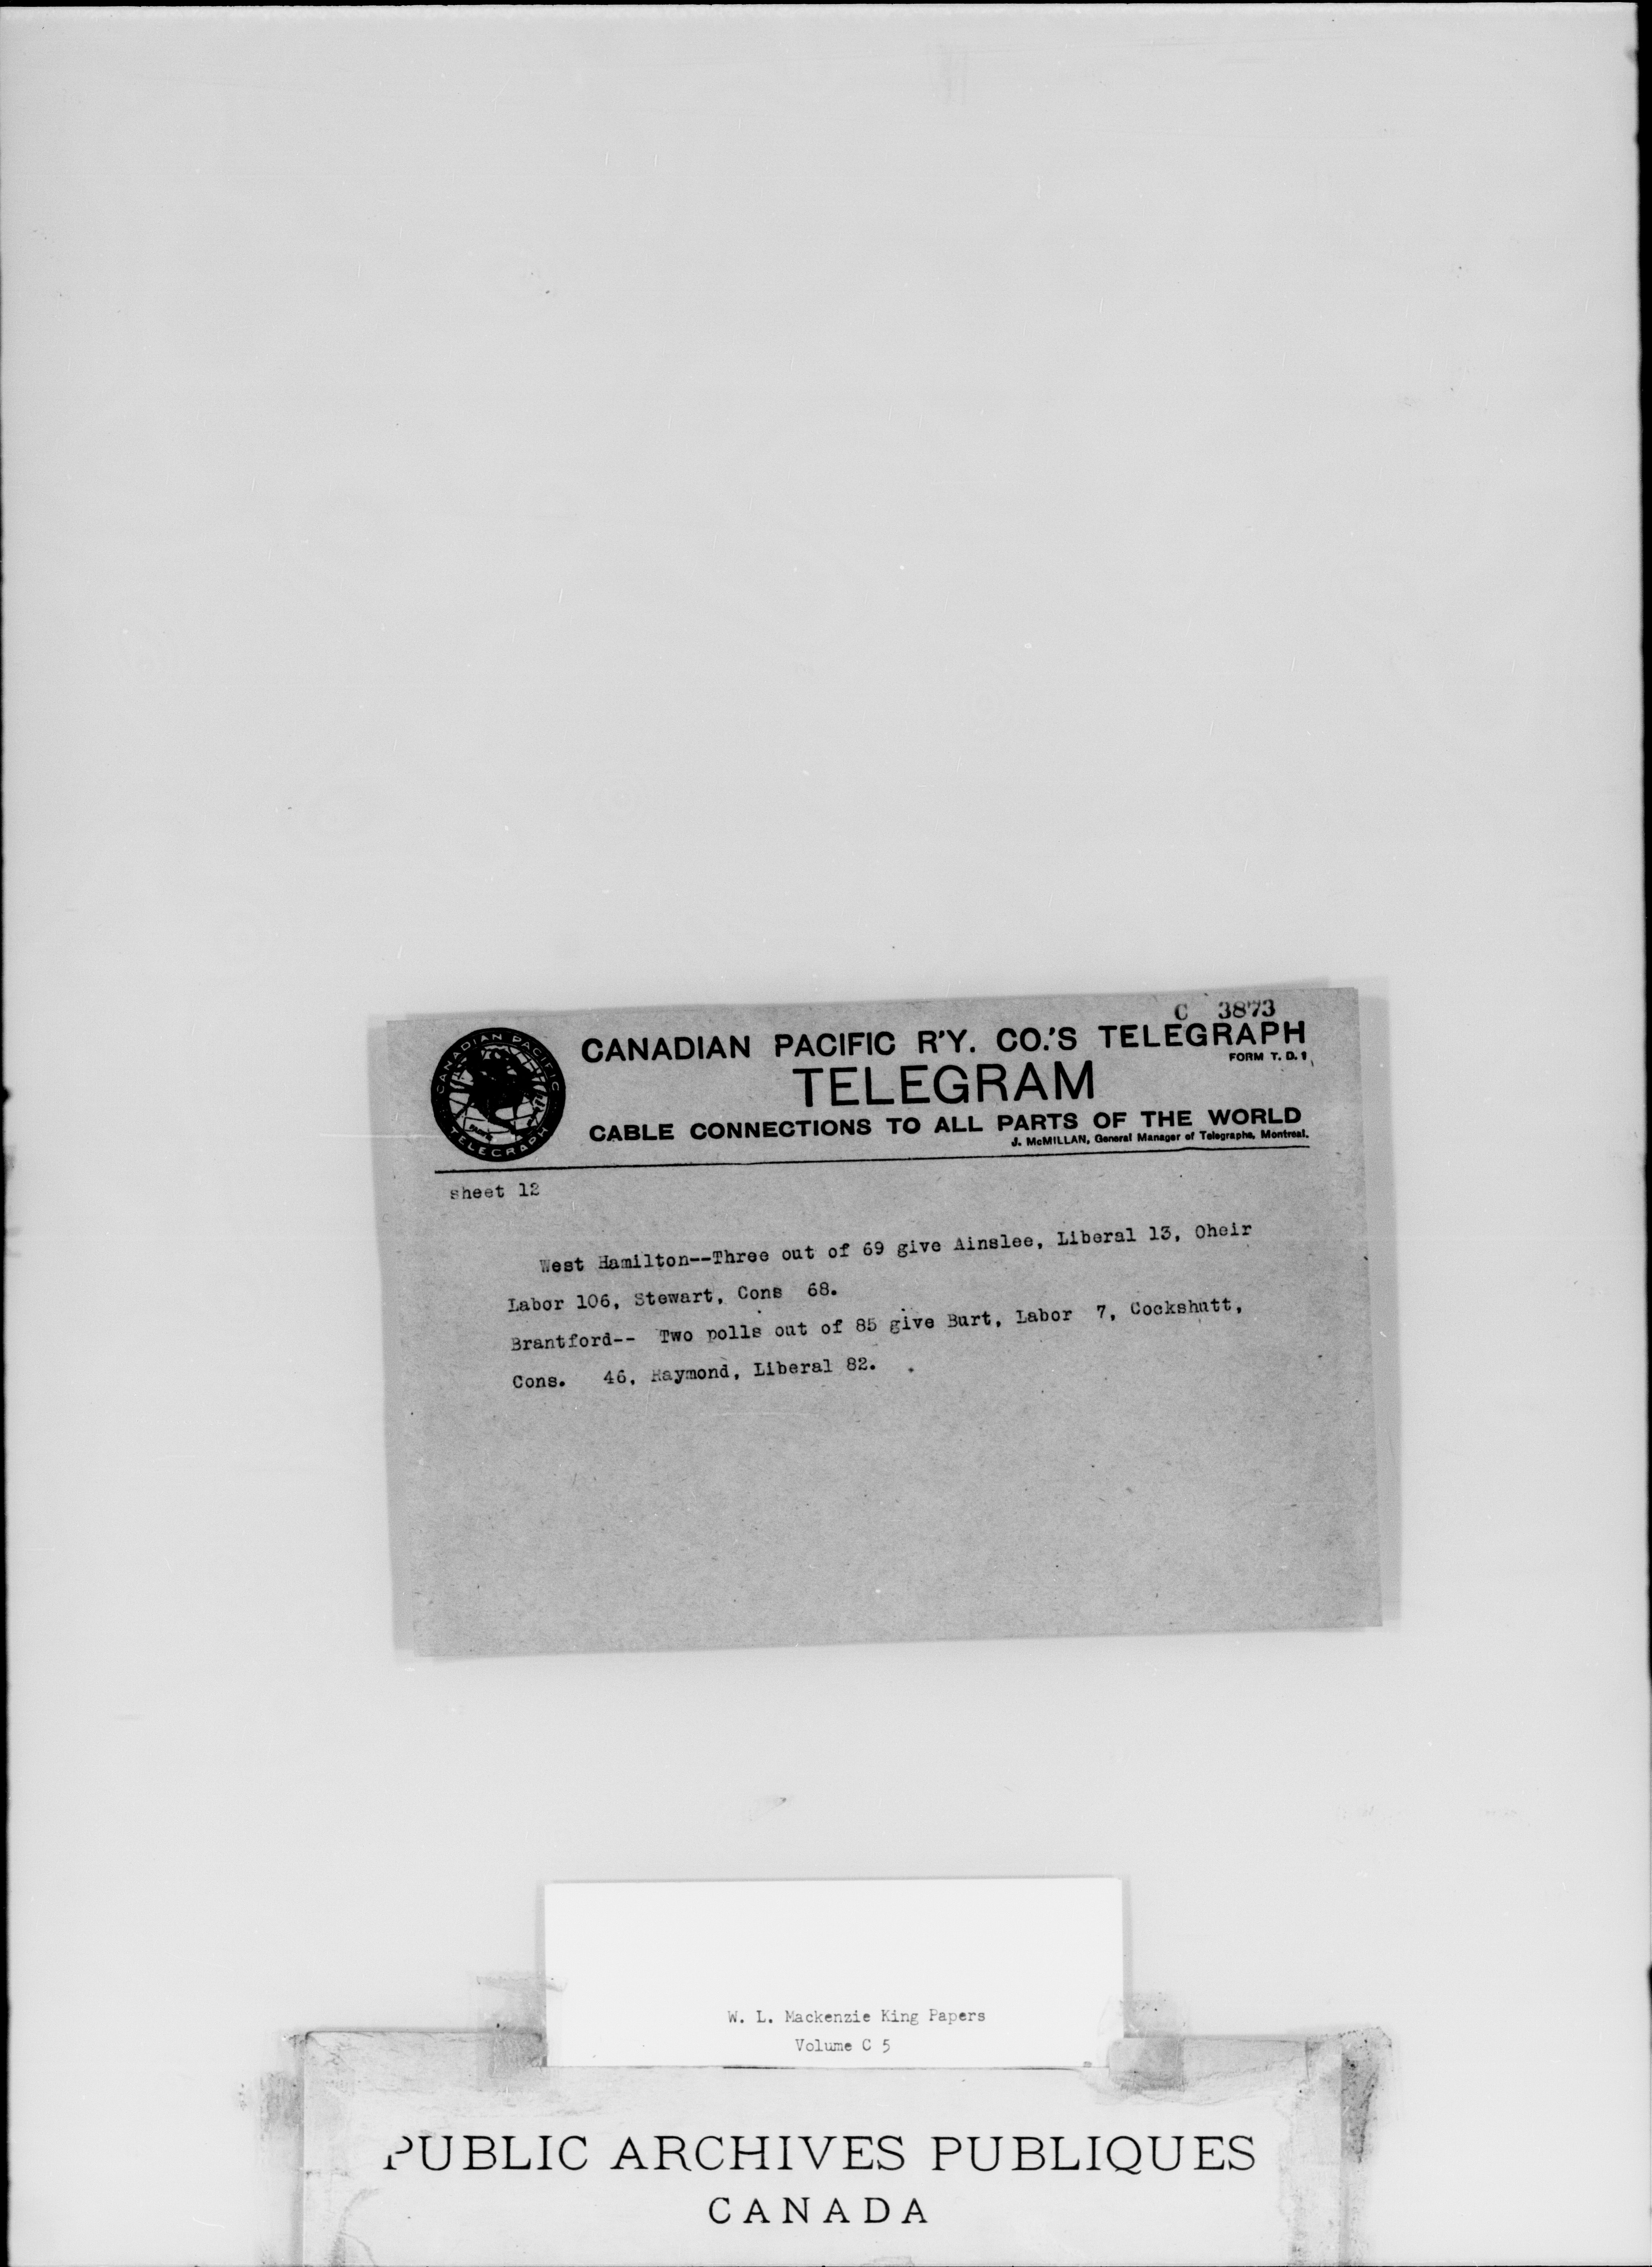 C 3873
CANADIAN PACIFIC
TELEGRAPH
CANADIAN PACIFIC R'Y. CO.'S TELEGRAPH
FORM T. D. 1
TELEGRAM
CABLE CONNECTIONS TO ALL PARTS OF THE WORLD
J. McMILLAN, General Manager of Telegraphs, Montreal.
sheet 12
West Hamilton--Three out of 69 give Ainslee, Liberal 13, Oheir
Labor 106, Stewart, Cons 68.
Brantford-- Two polls out of 85 give Burt, Labor 7, Cockshutt,
Cons. 46, Raymond, Liberal 82.
W. L. Mackenzie King Papers
Volume C 5
PUBLIC ARCHIVES PUBLIQUES
CANADA